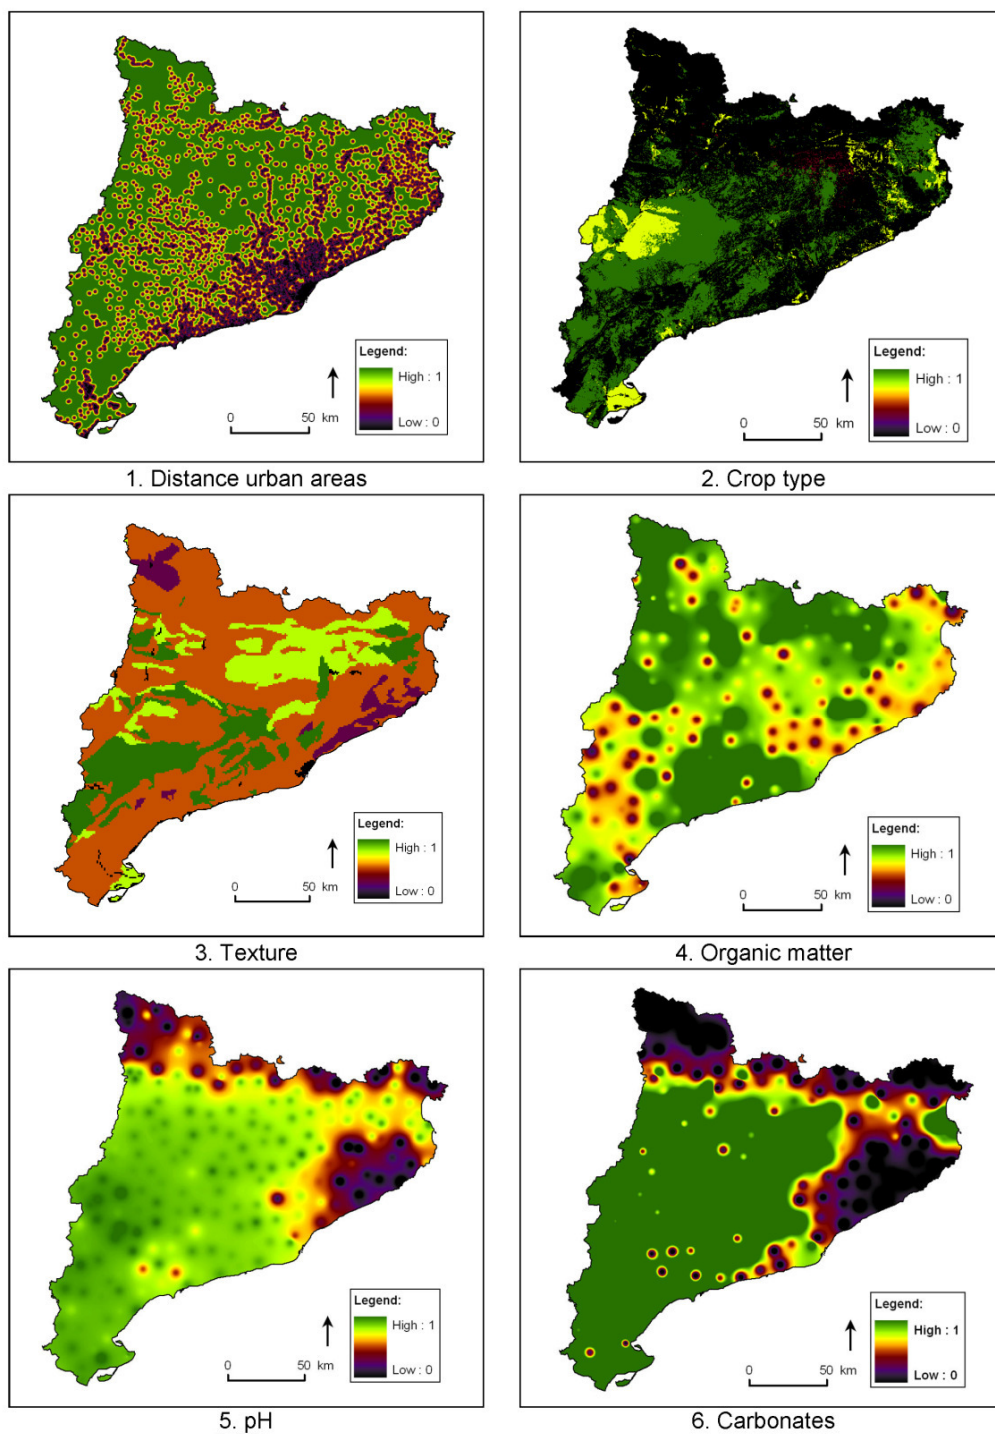 Legend:
High : 1
Low : 0
0 50 km
1. Distance urban areas
Legend:
High : 1
Low : 0
0 50 km
2. Crop type
Legend:
High : 1
Low : 0
0 50 km
3. Texture
Legend:
High : 1
Low : 0
0 50 km
4. Organic matter
Legend:
High : 1
Low : 0
0 50 km
5. pH
Legend:
High : 1
Low : 0
0 50 km
6. Carbonates